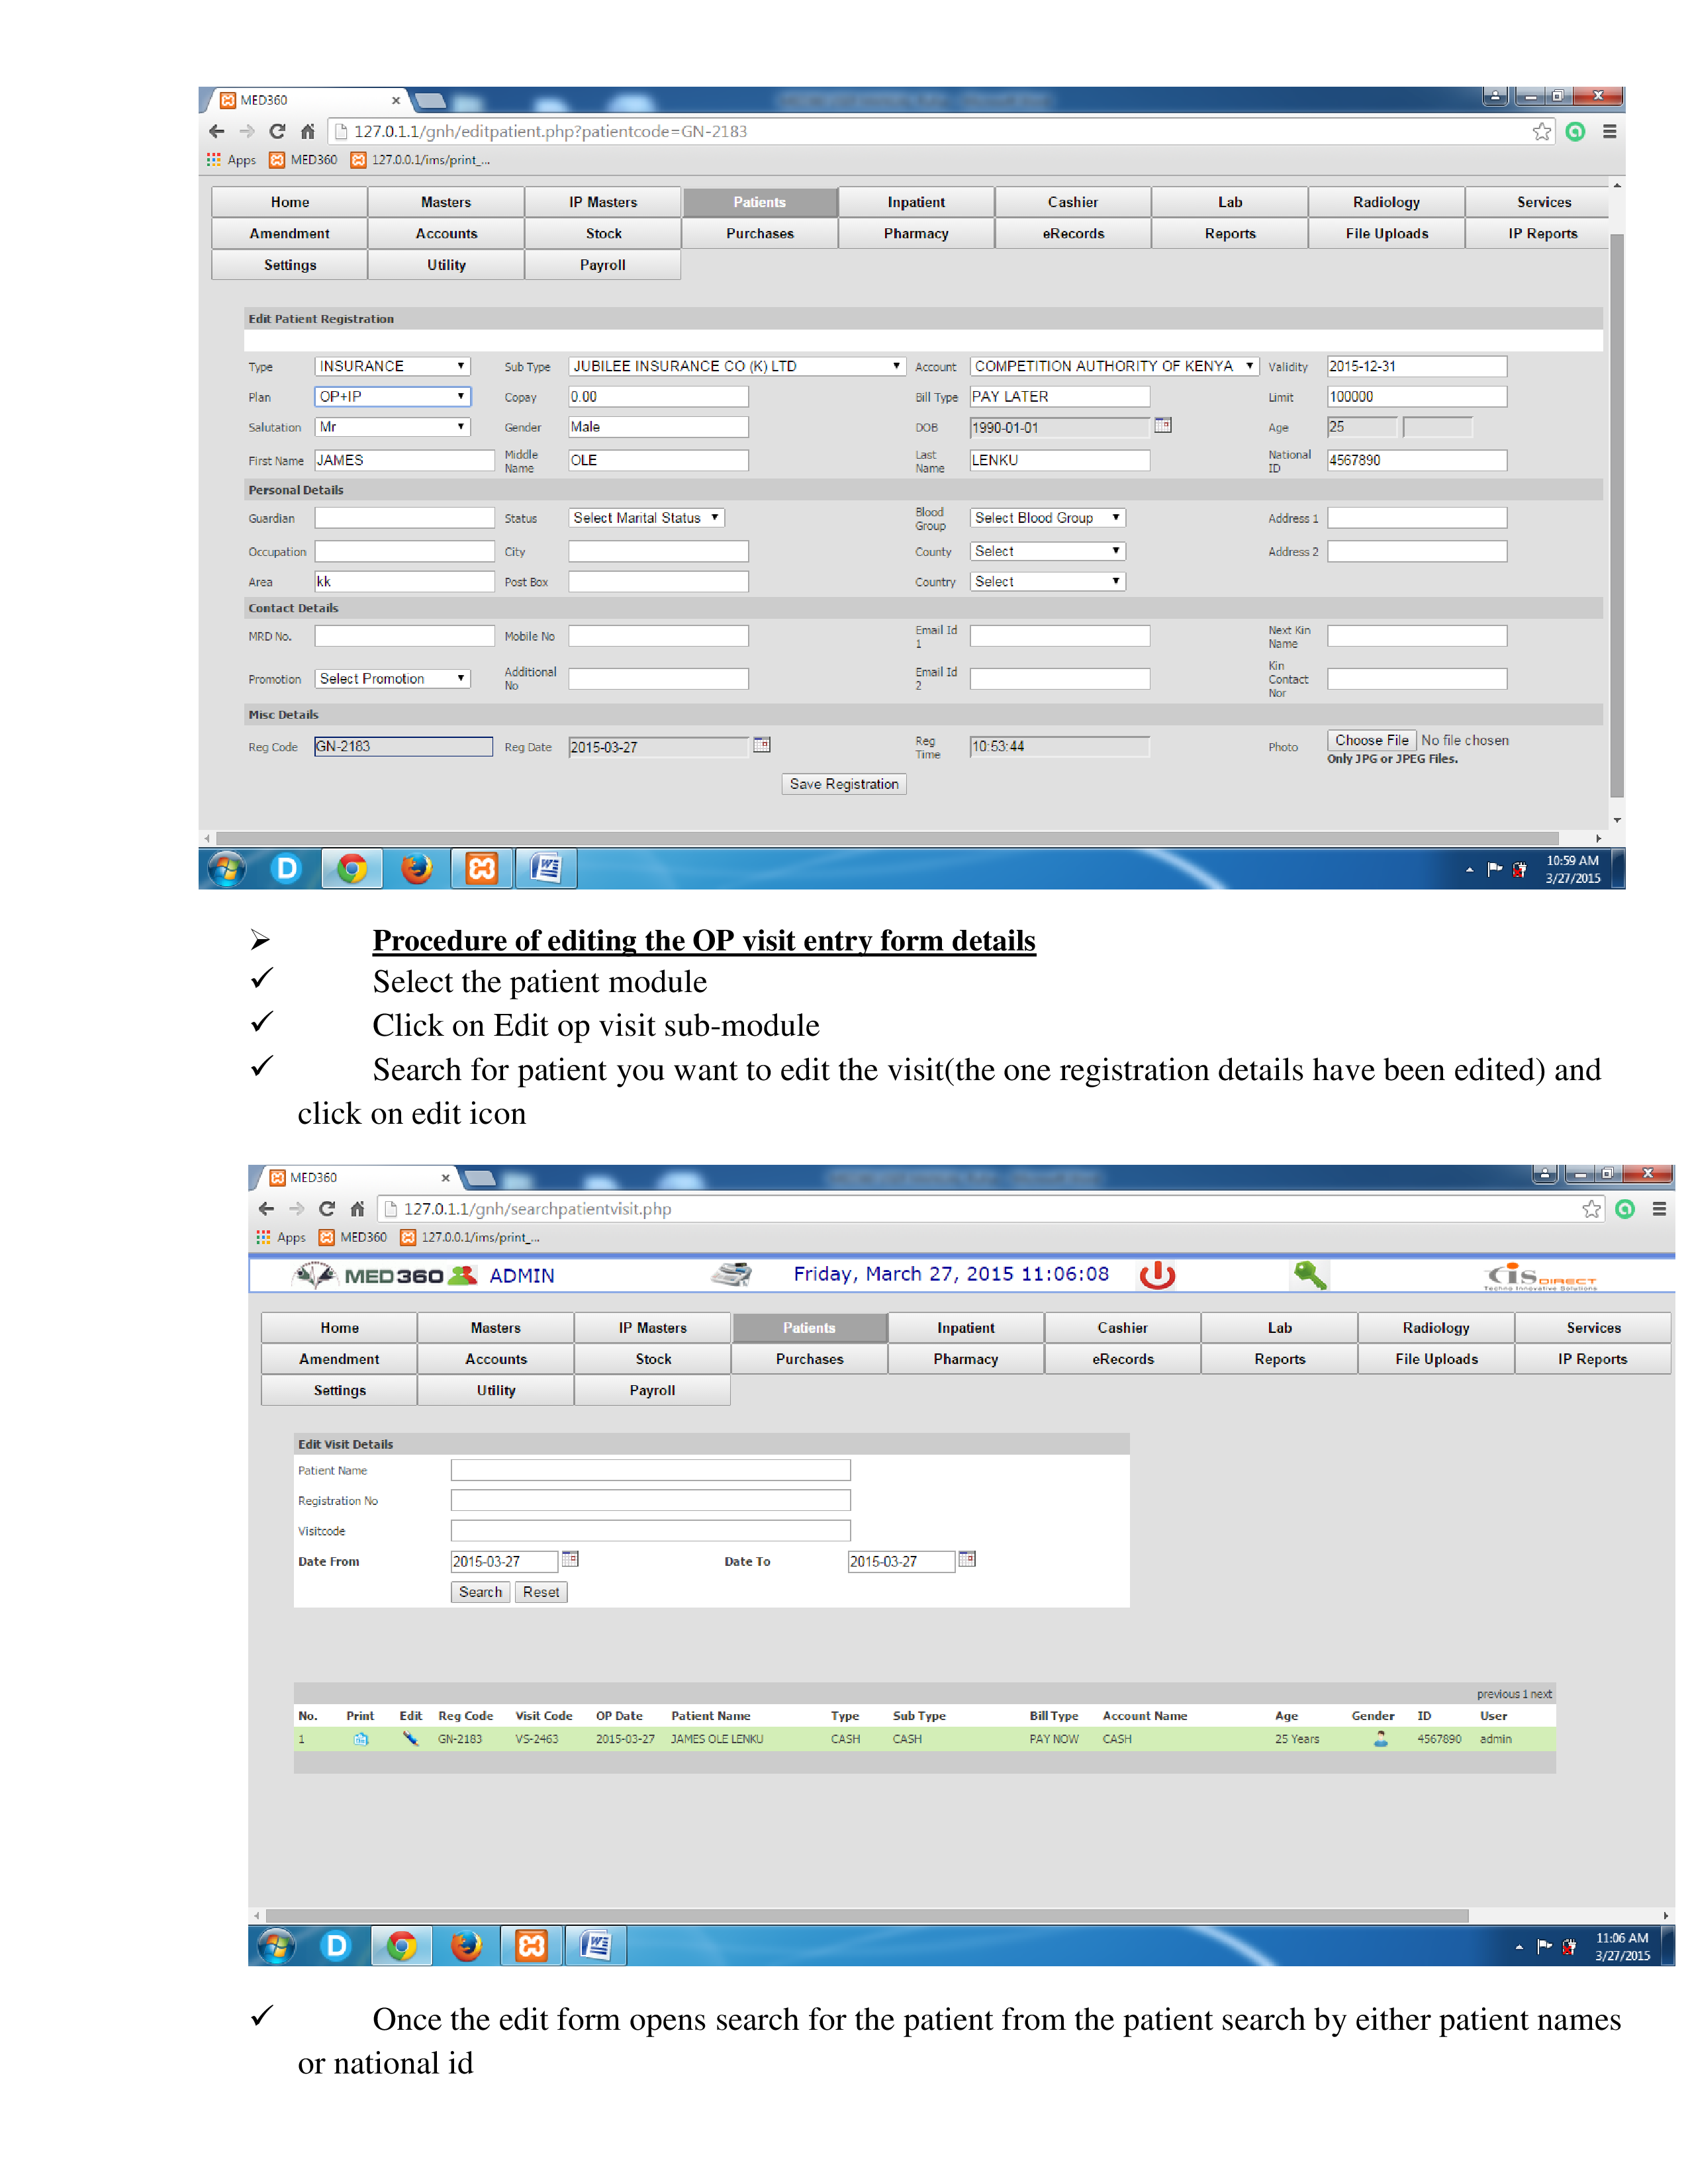 MED360
127.0.1.1/gnh/editpatient.php?patientcode=GN-2183
Apps MED360 127.0.0.1/ims/print_...
Home Masters IP Masters Patients Inpatient Cashier Lab Radiology Services
Amendment Accounts Stock Purchases Pharmacy eRecords Reports File Uploads IP Reports
Settings Utility Payroll
Edit Patient Registration
Type INSURANCE Sub Type JUBILEE INSURANCE CO (K) LTD Account COMPETITION AUTHORITY OF KENYA Validity 2015-12-31
Plan OP+IP Copay 0.00 Bill Type PAY LATER Limit 100000
Salutation Mr Gender Male DOB 1990-01-01 Age 25
First Name JAMES Middle Name OLE Last Name LENKU National ID 4567890
Personal Details
Guardian Status Select Marital Status Blood Group Select Blood Group Address 1
Occupation City County Select Address 2
Area kk Post Box Country Select
Contact Details
MRD No. Mobile No Email Id 1 Next Kin Name
Promotion Select Promotion Additional No Email Id 2 Kin Contact Nor
Misc Details
Reg Code GN-2183 Reg Date 2015-03-27 Reg Time 10:53:44 Photo Choose File No file chosen
Only JPG or JPEG Files.
Save Registration
10:59 AM
3/27/2015
➢ Procedure of editing the OP visit entry form details
✓ Select the patient module
✓ Click on Edit op visit sub-module
✓ Search for patient you want to edit the visit(the one registration details have been edited) and
click on edit icon
MED360
127.0.1.1/gnh/searchpatientvisit.php
Apps MED360 127.0.0.1/ims/print_...
MED360 ADMIN Friday, March 27, 2015 11:06:08 CIS DIRECT
Techno Innovative Solutions
Home Masters IP Masters Patients Inpatient Cashier Lab Radiology Services
Amendment Accounts Stock Purchases Pharmacy eRecords Reports File Uploads IP Reports
Settings Utility Payroll
Edit Visit Details
Patient Name
Registration No
Visitcode
Date From 2015-03-27 Date To 2015-03-27
Search Reset
previous 1 next
No. Print Edit Reg Code Visit Code OP Date Patient Name Type Sub Type Bill Type Account Name Age Gender ID User
1 GN-2183 VS-2463 2015-03-27 JAMES OLE LENKU CASH CASH PAY NOW CASH 25 Years 4567890 admin
11:06 AM
3/27/2015
✓ Once the edit form opens search for the patient from the patient search by either patient names
or national id